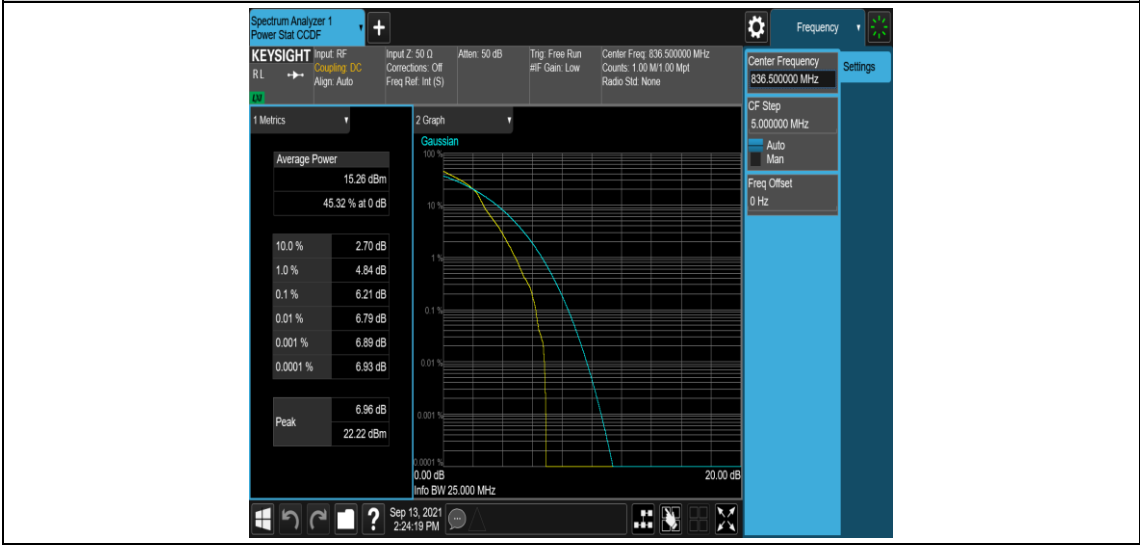 Spectrum Analyzer 1
Power Stat CCDF
Frequency
KEYSIGHT
RL
LM
Input: RF
Coupling: DC
Align: Auto
Input Z: 50 Ω
Corrections: Off
Freq Ref: Int (S)
Atten: 50 dB
Trig: Free Run
#IF Gain: Low
Center Freq: 836.500000 MHz
Counts: 1.00 M/1.00 Mpt
Radio Std: None
Center Frequency
836.500000 MHz
Settings
CF Step
5.000000 MHz
Auto
Man
Freq Offset
0 Hz
1 Metrics
Average Power
15.26 dBm
45.32 % at 0 dB
10.0 % 2.70 dB
1.0 % 4.84 dB
0.1 % 6.21 dB
0.01 % 6.79 dB
0.001 % 6.89 dB
0.0001 % 6.93 dB
Peak
6.96 dB
22.22 dBm
2 Graph
Gaussian
100 %
10 %
1 %
0.1 %
0.01 %
0.001 %
0.0001 %
0.00 dB 20.00 dB
Info BW 25.000 MHz
?
Sep 13, 2021
2:24:19 PM